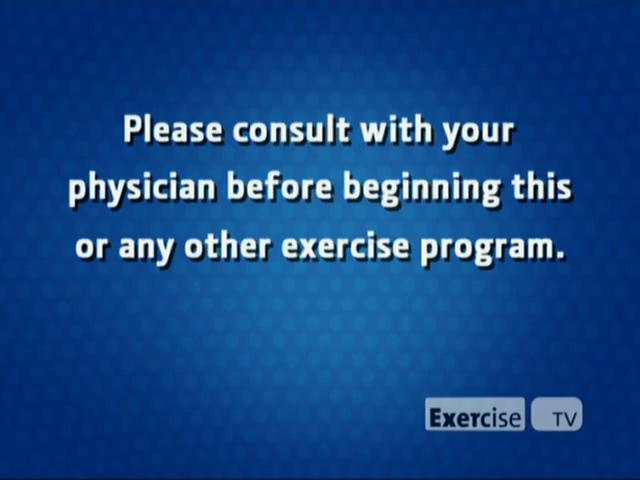 Please consult with your
physician before beginning this
or any other exercise program.
Exercise TV